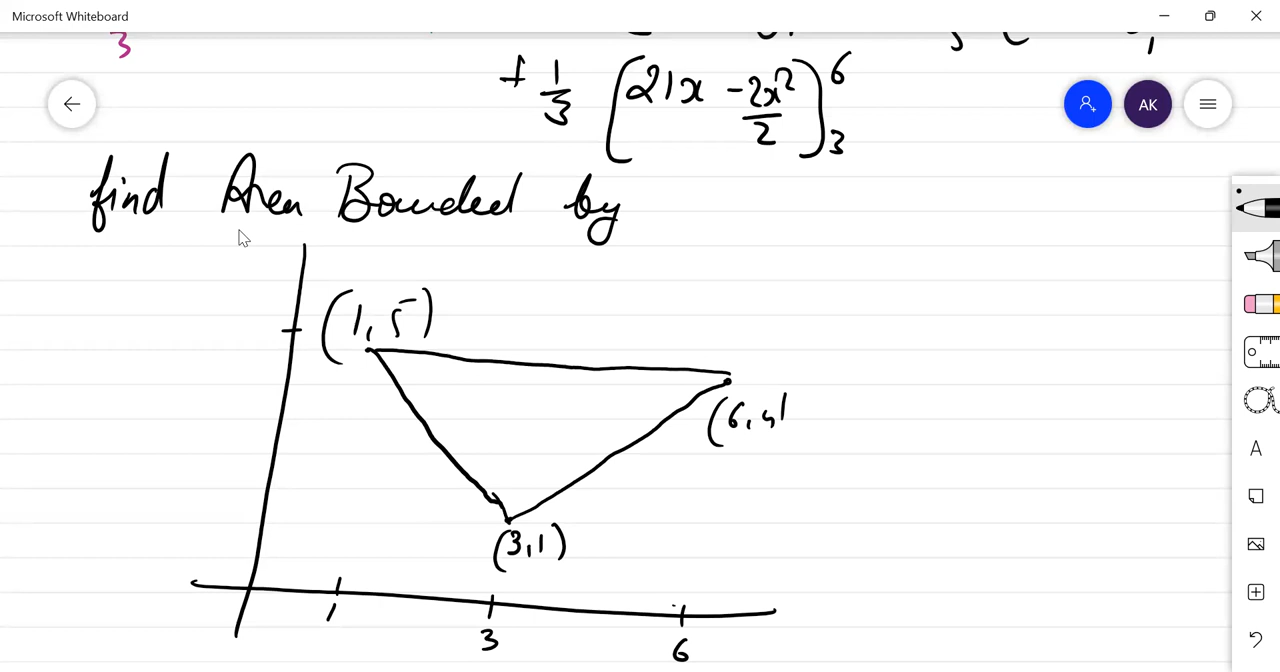 Microsoft Whiteboard
3
+ 1/3 [21x - 2x²/2]₃⁶
AK
find Area Bounded by
(1, 5)
(6, 4)
(3, 1)
1
3
6
A